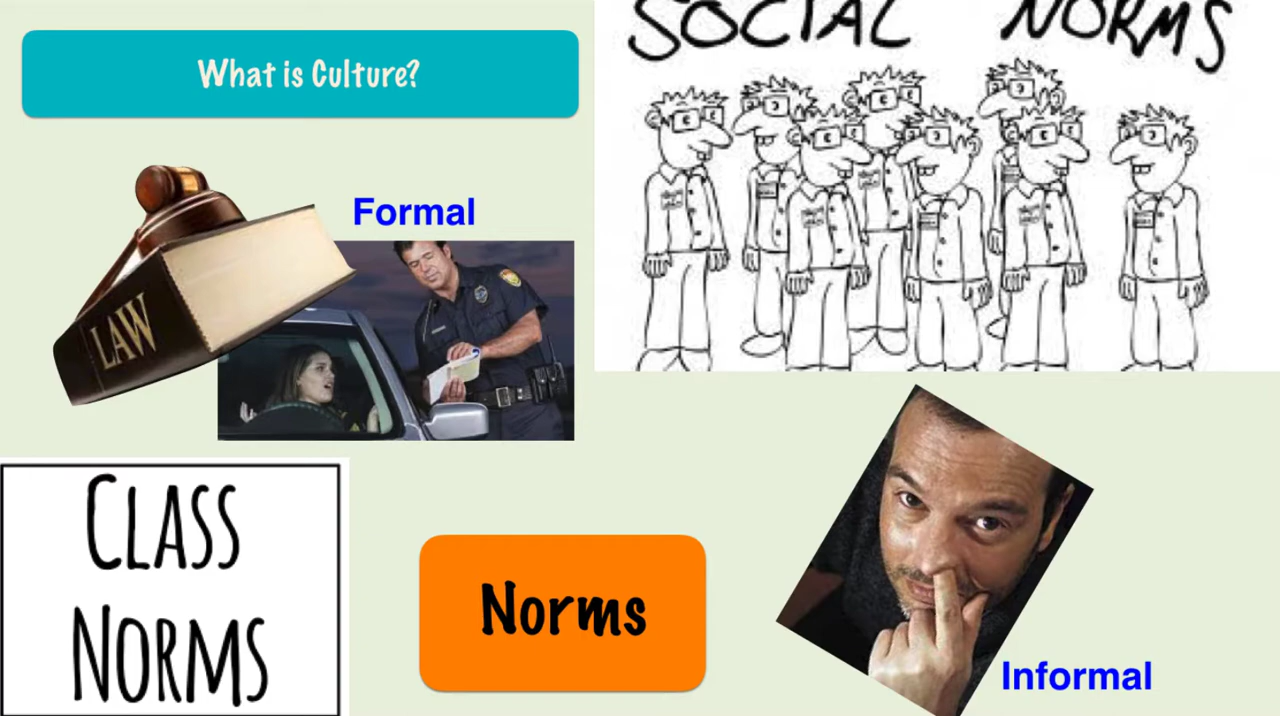 What is Culture?
SOCIAL NORMS
Formal
LAW
CLASS
NORMS
Norms
Informal